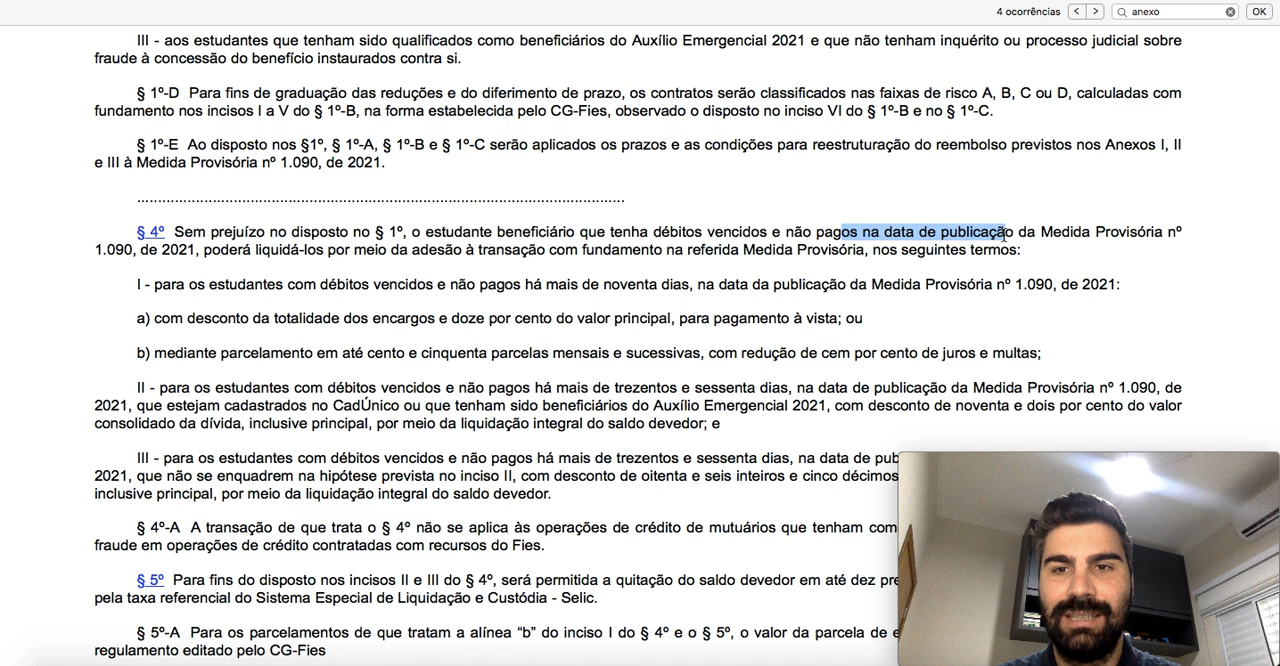 4 ocorrências < > anexo OK
III - aos estudantes que tenham sido qualificados como beneficiários do Auxílio Emergencial 2021 e que não tenham inquérito ou processo judicial sobre
fraude à concessão do benefício instaurados contra si.
§ 1º-D Para fins de graduação das reduções e do diferimento de prazo, os contratos serão classificados nas faixas de risco A, B, C ou D, calculadas com
fundamento nos incisos I a V do § 1º-B, na forma estabelecida pelo CG-Fies, observado o disposto no inciso VI do § 1º-B e no § 1º-C.
§ 1º-E Ao disposto nos §1º, § 1º-A, § 1º-B e § 1º-C serão aplicados os prazos e as condições para reestruturação do reembolso previstos nos Anexos I, II
e III à Medida Provisória nº 1.090, de 2021.
.....................................................................................................................
§ 4º Sem prejuízo no disposto no § 1º, o estudante beneficiário que tenha débitos vencidos e não pagos na data de publicação da Medida Provisória nº
1.090, de 2021, poderá liquidá-los por meio da adesão à transação com fundamento na referida Medida Provisória, nos seguintes termos:
I - para os estudantes com débitos vencidos e não pagos há mais de noventa dias, na data da publicação da Medida Provisória nº 1.090, de 2021:
a) com desconto da totalidade dos encargos e doze por cento do valor principal, para pagamento à vista; ou
b) mediante parcelamento em até cento e cinquenta parcelas mensais e sucessivas, com redução de cem por cento de juros e multas;
II - para os estudantes com débitos vencidos e não pagos há mais de trezentos e sessenta dias, na data de publicação da Medida Provisória nº 1.090, de
2021, que estejam cadastrados no CadÚnico ou que tenham sido beneficiários do Auxílio Emergencial 2021, com desconto de noventa e dois por cento do valor
consolidado da dívida, inclusive principal, por meio da liquidação integral do saldo devedor; e
III - para os estudantes com débitos vencidos e não pagos há mais de trezentos e sessenta dias, na data de pub
2021, que não se enquadrem na hipótese prevista no inciso II, com desconto de oitenta e seis inteiros e cinco décimos
inclusive principal, por meio da liquidação integral do saldo devedor.
§ 4º-A A transação de que trata o § 4º não se aplica às operações de crédito de mutuários que tenham com
fraude em operações de crédito contratadas com recursos do Fies.
§ 5º Para fins do disposto nos incisos II e III do § 4º, será permitida a quitação do saldo devedor em até dez pre
pela taxa referencial do Sistema Especial de Liquidação e Custódia - Selic.
§ 5º-A Para os parcelamentos de que tratam a alínea “b” do inciso I do § 4º e o § 5º, o valor da parcela de e
regulamento editado pelo CG-Fies